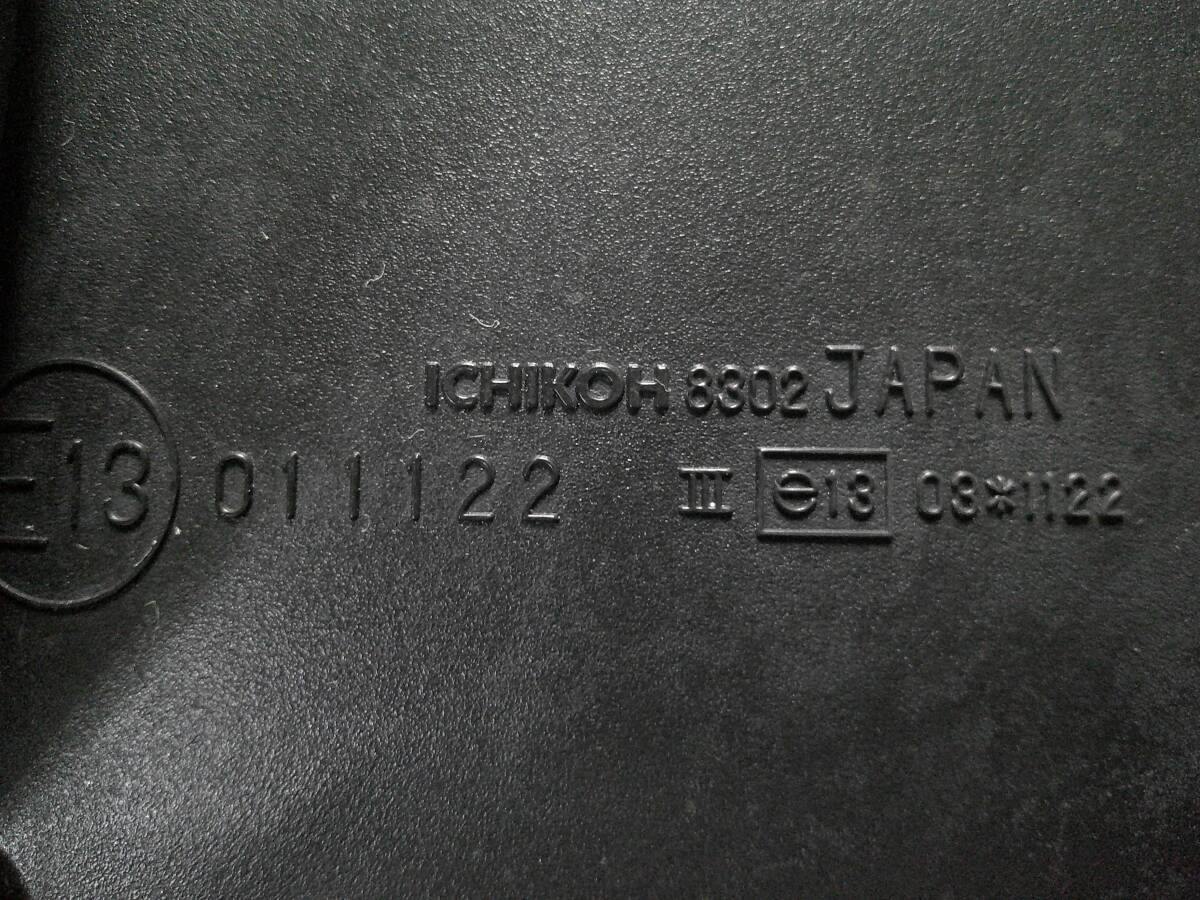 ICHIKOH 8302 JAPAN
E13 011122 III e13 03*1122